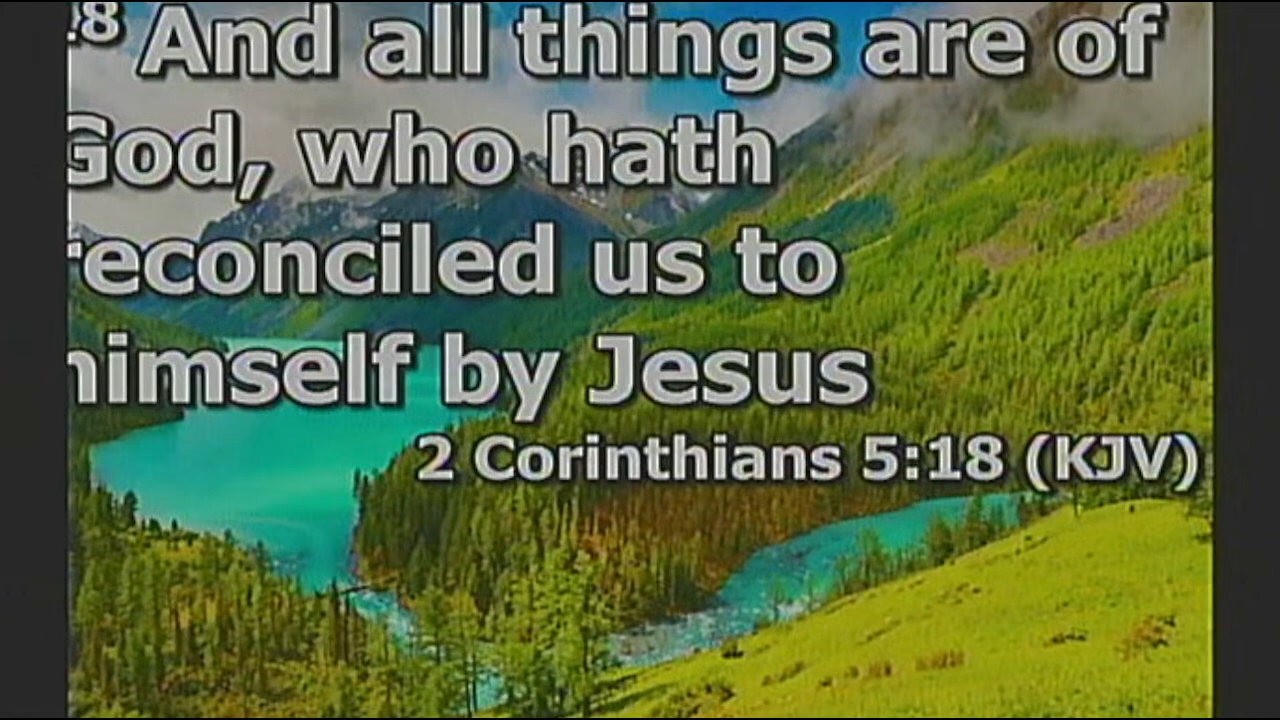 18 And all things are of
God, who hath
reconciled us to
himself by Jesus
2 Corinthians 5:18 (KJV)